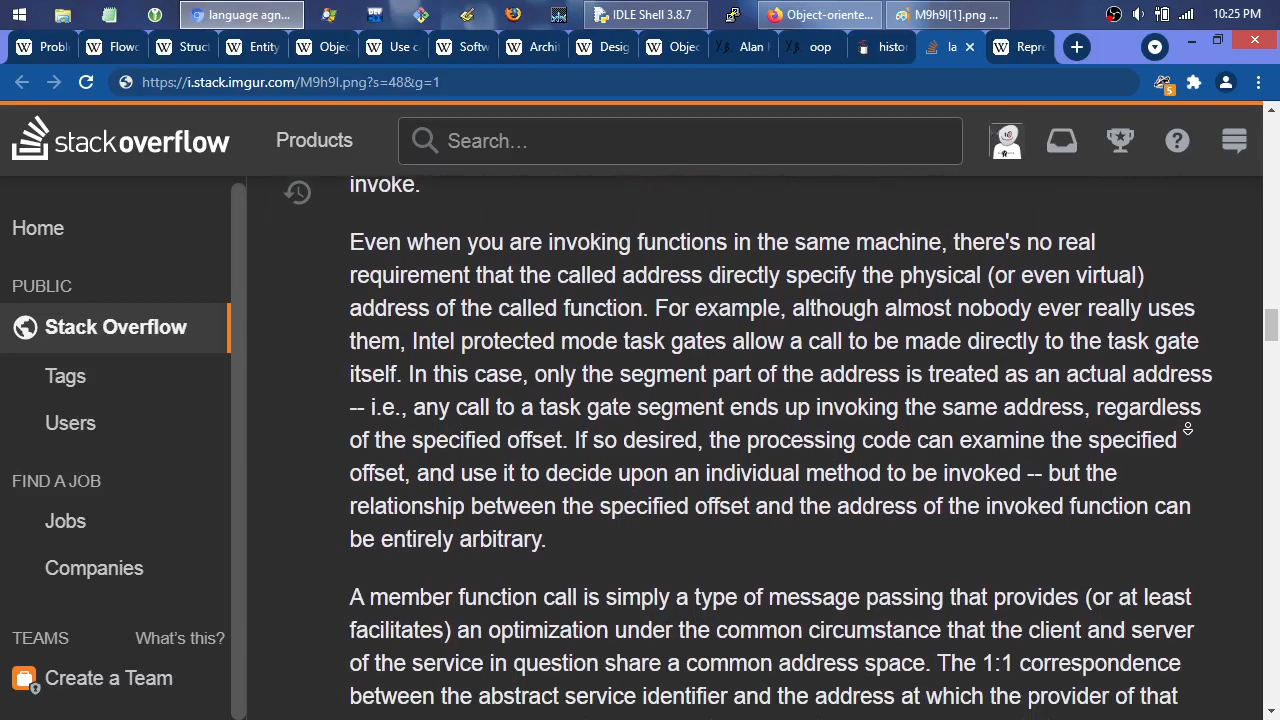 language agn...
IDLE Shell 3.8.7
Object-oriente...
M9h9l[1].png ...
10:25 PM
Proble
Flowc
Struct
Entity
Objec
Use c
Softw
Archi
Desig
Objec
Alan
oop
histor
la
Repre
https://i.stack.imgur.com/M9h9l.png?s=48&g=1
5
stackoverflow
Products
Search...
Home
PUBLIC
Stack Overflow
Tags
Users
FIND A JOB
Jobs
Companies
TEAMS
What's this?
Create a Team
invoke.
Even when you are invoking functions in the same machine, there's no real
requirement that the called address directly specify the physical (or even virtual)
address of the called function. For example, although almost nobody ever really uses
them, Intel protected mode task gates allow a call to be made directly to the task gate
itself. In this case, only the segment part of the address is treated as an actual address
-- i.e., any call to a task gate segment ends up invoking the same address, regardless
of the specified offset. If so desired, the processing code can examine the specified
offset, and use it to decide upon an individual method to be invoked -- but the
relationship between the specified offset and the address of the invoked function can
be entirely arbitrary.
A member function call is simply a type of message passing that provides (or at least
facilitates) an optimization under the common circumstance that the client and server
of the service in question share a common address space. The 1:1 correspondence
between the abstract service identifier and the address at which the provider of that